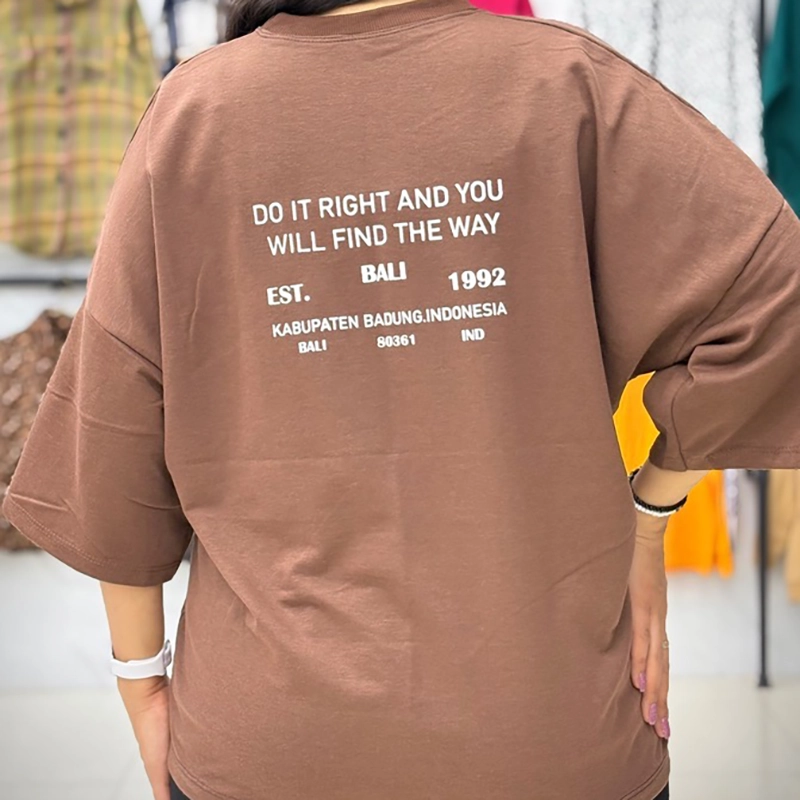 DO IT RIGHT AND YOU
WILL FIND THE WAY
EST. BALI 1992
KABUPATEN BADUNG.INDONESIA
BALI 80361 IND